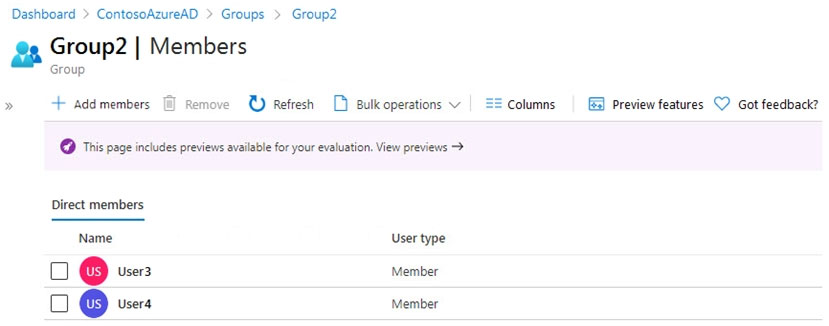 Dashboard > ContosoAzureAD > Groups > Group2
Group2 | Members
Group
» + Add members Remove Refresh Bulk operations Columns Preview features Got feedback?
This page includes previews available for your evaluation. View previews →
Direct members
Name User type
US User3 Member
US User4 Member